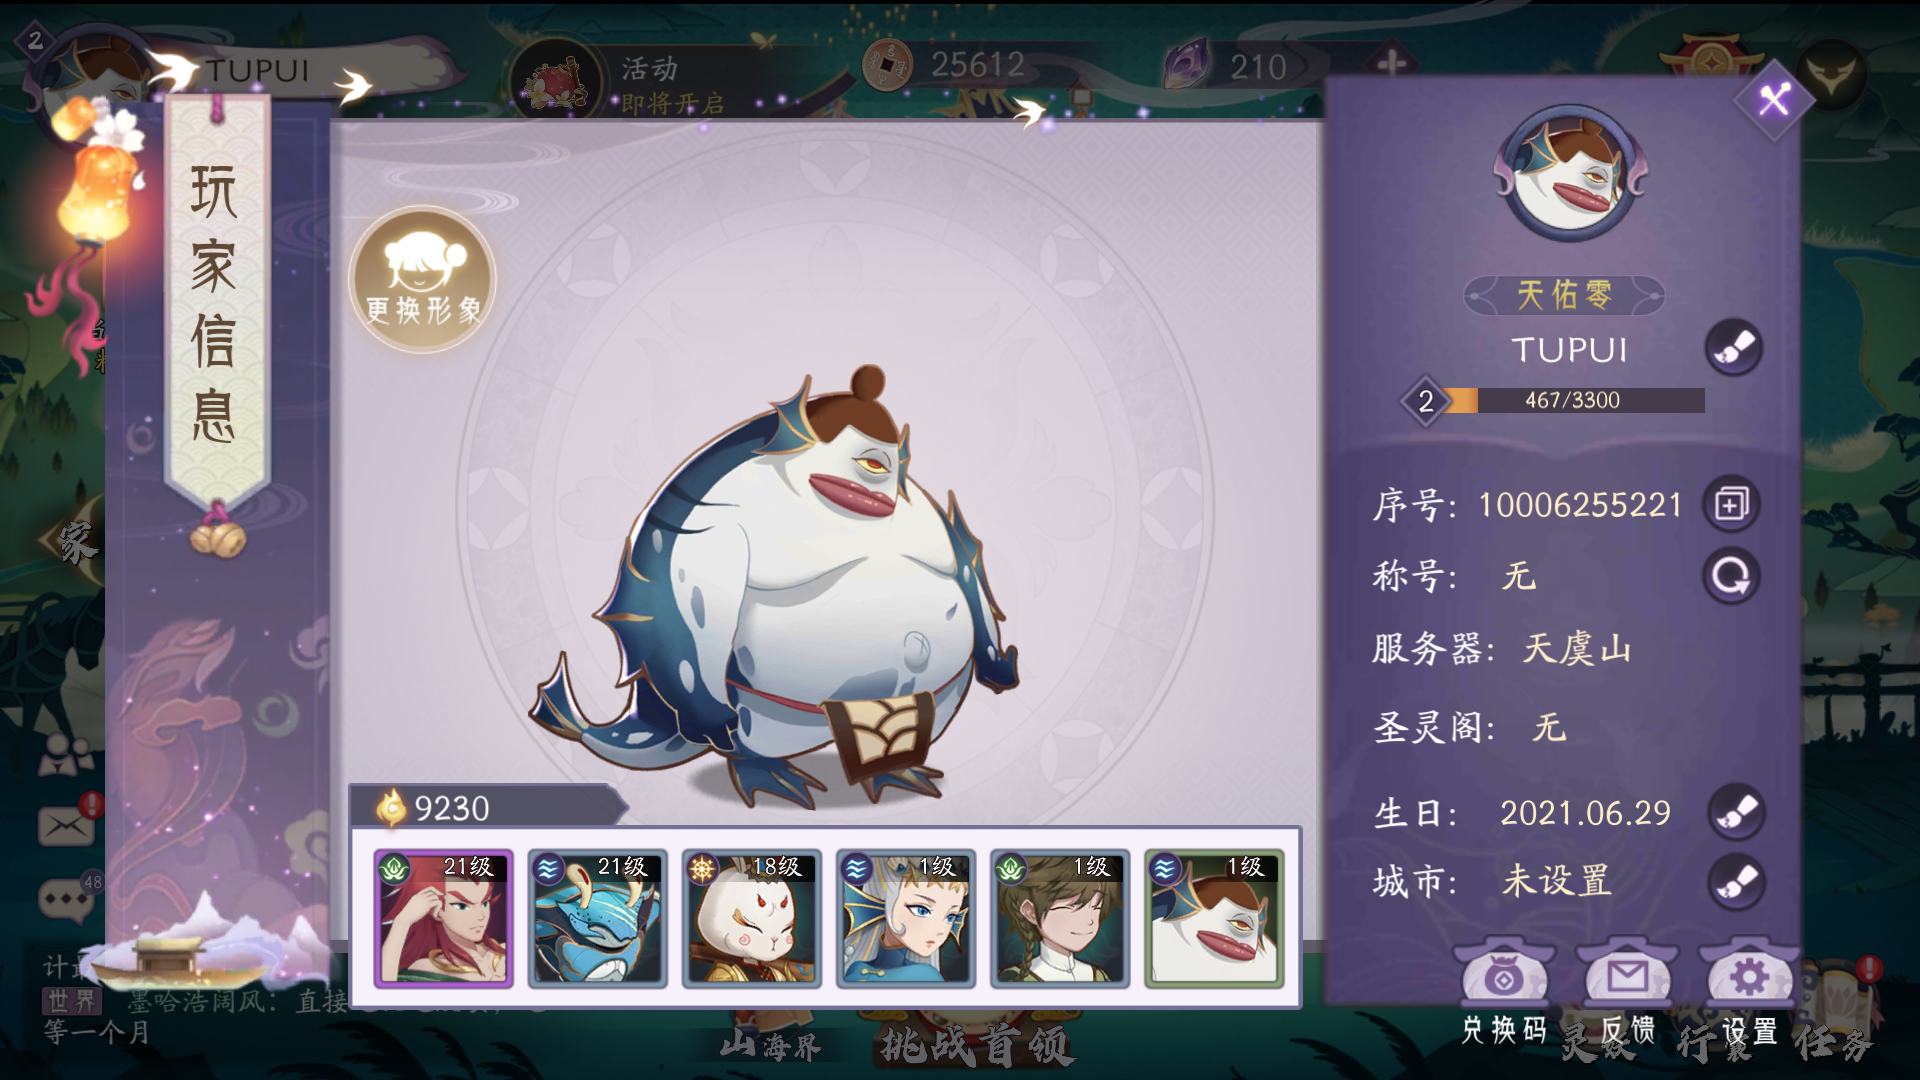 2
TUPUI
活动
即将开启
25612
210
玩家信息
更换形象
天佑零
TUPUI
2
467/3300
序号: 10006255221
称号: 无
服务器: 天虞山
圣灵阁: 无
生日: 2021.06.29
城市: 未设置
家
9230
21级
21级
18级
1级
1级
1级
48
世界
墨哈浩阔风: 直接
等一个月
山海界
挑战首领
兑换码
反馈
设置
行囊
任务